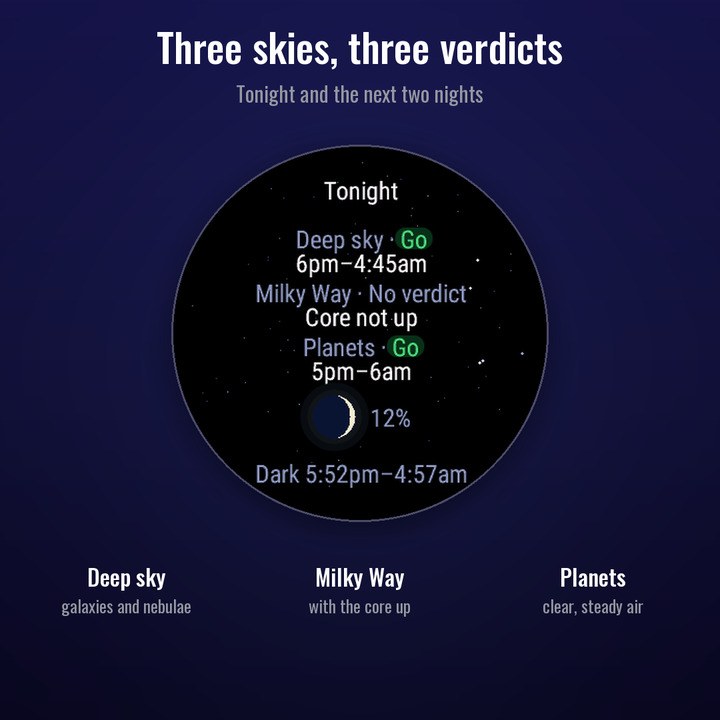 Three skies, three verdicts
Tonight and the next two nights
Tonight
Deep sky · Go
6pm–4:45am
Milky Way · No verdict
Core not up
Planets · Go
5pm–6am
12%
Dark 5:52pm–4:57am
Deep sky
galaxies and nebulae
Milky Way
with the core up
Planets
clear, steady air